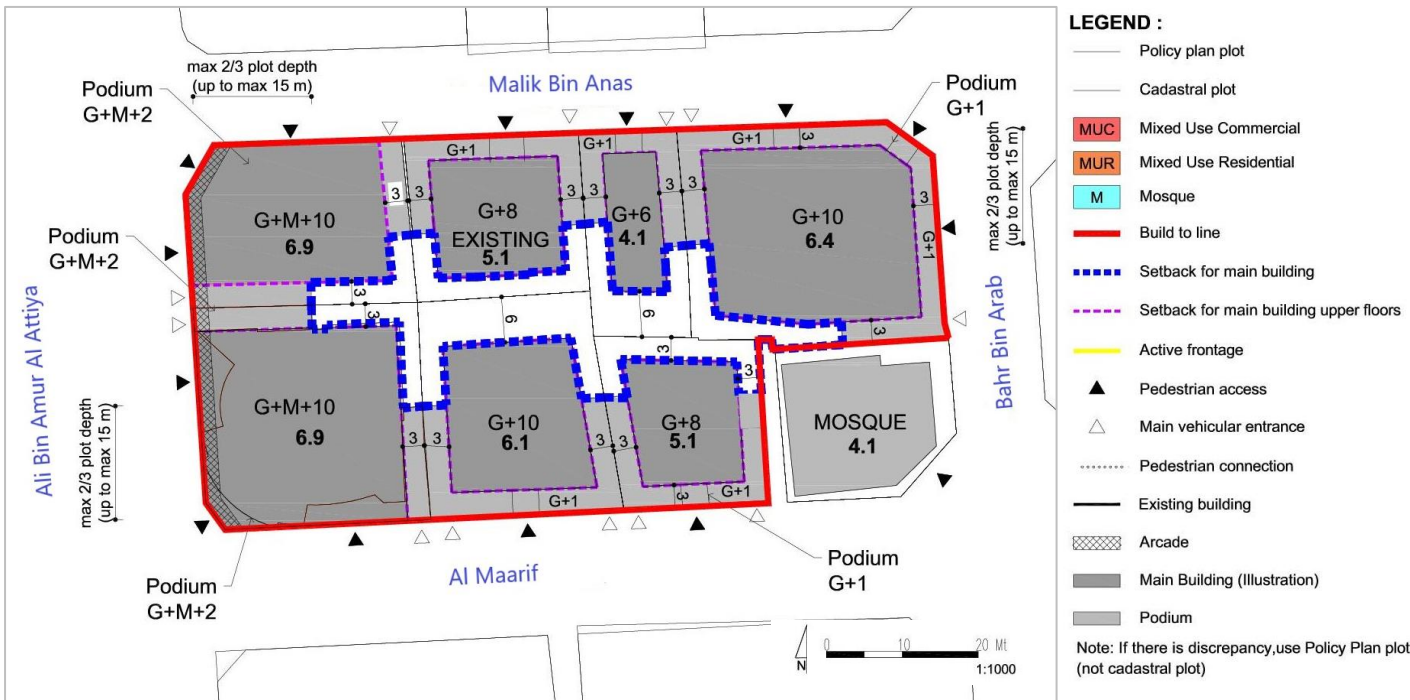 max 2/3 plot depth
(up to max 15 m)
Podium
G+M+2
Malik Bin Anas
Podium
G+1
max 2/3 plot depth
(up to max 15 m)
G+1
G+1
G+1
3
3
3
3
3
3
3
3
G+M+10
6.9
G+8
EXISTING
5.1
G+6
4.1
G+10
6.4
G+1
Podium
G+M+2
3
3
6
6
3
3
3
Ali Bin Amur Al Attiya
Bahr Bin Arab
max 2/3 plot depth
(up to max 15 m)
G+M+10
6.9
G+10
6.1
G+8
5.1
MOSQUE
4.1
3
3
3
3
3
G+1
G+1
Podium
G+M+2
Al Maarif
Podium
G+1
N
0 10 20 Mt
1:1000
LEGEND :
Policy plan plot
Cadastral plot
MUC Mixed Use Commercial
MUR Mixed Use Residential
M Mosque
Build to line
Setback for main building
Setback for main building upper floors
Active frontage
Pedestrian access
Main vehicular entrance
Pedestrian connection
Existing building
Arcade
Main Building (Illustration)
Podium
Note: If there is discrepancy,use Policy Plan plot
(not cadastral plot)